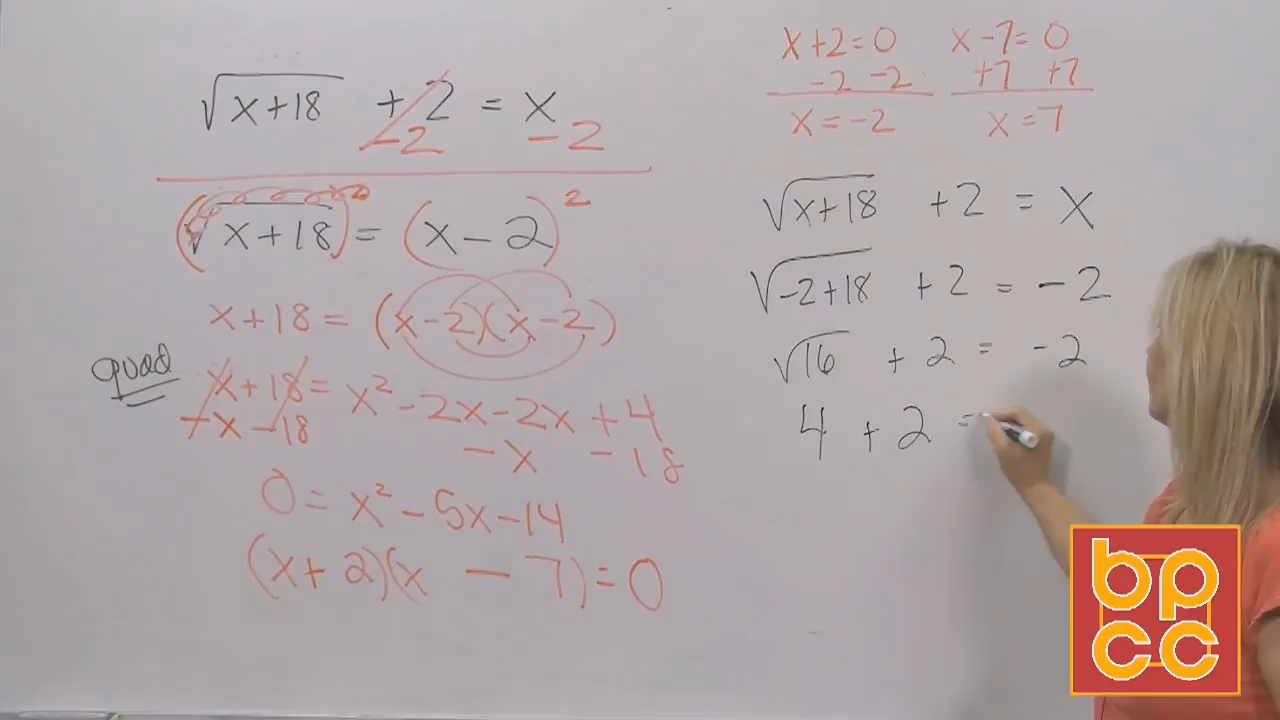 √x+18 + 2 = x
-2 -2
(√x+18)² = (x - 2)²
x+18 = (x-2)(x-2)
quad
x+18 = x² - 2x - 2x + 4
-x -18 -x -18
0 = x² - 5x - 14
(x+2)(x - 7) = 0
x+2=0 x-7=0
-2 -2 +7 +7
x=-2 x=7
√x+18 +2 = x
√-2+18 +2 = -2
√16 + 2 = -2
4 + 2 =
bp
cc